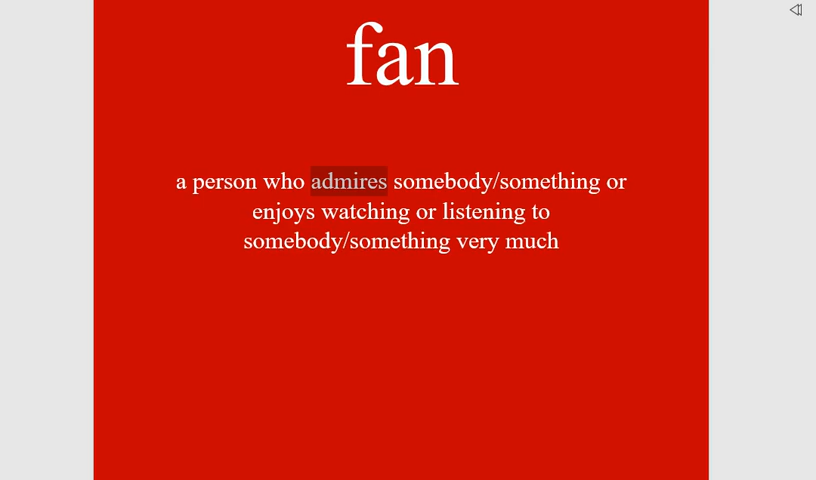 fan
a person who admires somebody/something or
enjoys watching or listening to
somebody/something very much